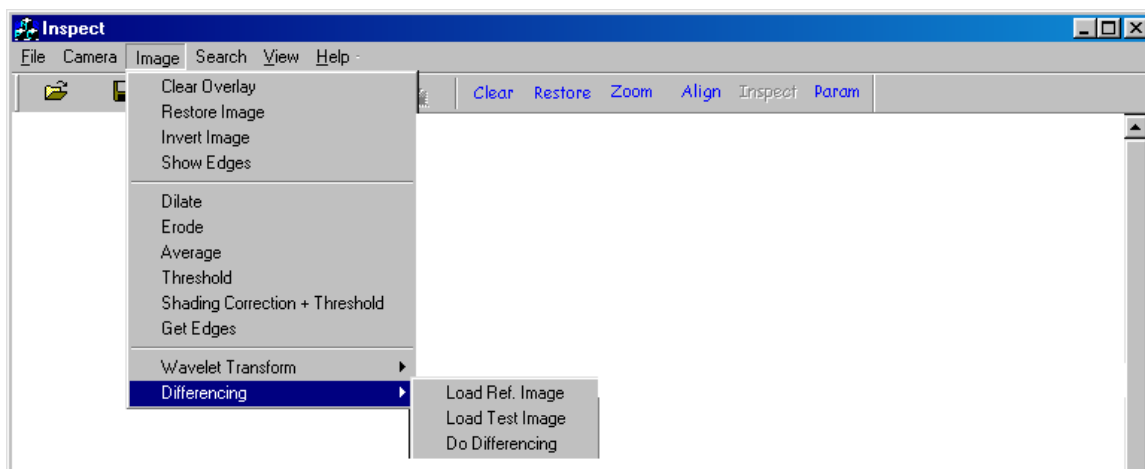 Inspect
File Camera Image Search View Help
Clear Restore Zoom Align Inspect Param
Clear Overlay
Restore Image
Invert Image
Show Edges
Dilate
Erode
Average
Threshold
Shading Correction + Threshold
Get Edges
Wavelet Transform
Differencing
Load Ref. Image
Load Test Image
Do Differencing